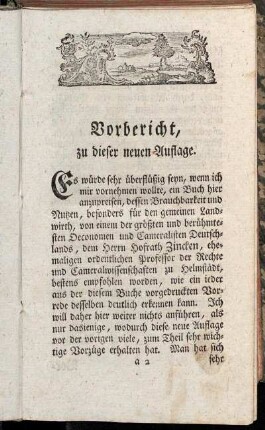 Vorbericht,
zu dieser neuen Auflage.
Es würde sehr überflüßig seyn, wenn ich
mir vornehmen wollte, ein Buch hier
anzupreisen, dessen Brauchbarkeit und
Nutzen, besonders für den gemeinen Land-
wirth, von einem der größten und berühmte-
sten Oeconomen und Cameralisten Deutsch-
lands, dem Herrn Hofrath Zincken, ehe-
maligen ordentlichen Professor der Rechte
und Cameralwissenschaften zu Helmstädt,
bestens empfohlen worden, wie ein ieder
aus der diesem Buche vorgedruckten Vor-
rede desselben deutlich erkennen kann. Ich
will daher hier weiter nichts anführen, als
nur dasienige, wodurch diese neue Auflage
vor der vorigen viele, zum Theil sehr wich-
tige Vorzüge erhalten hat. Man hat sich
a 2 sehr